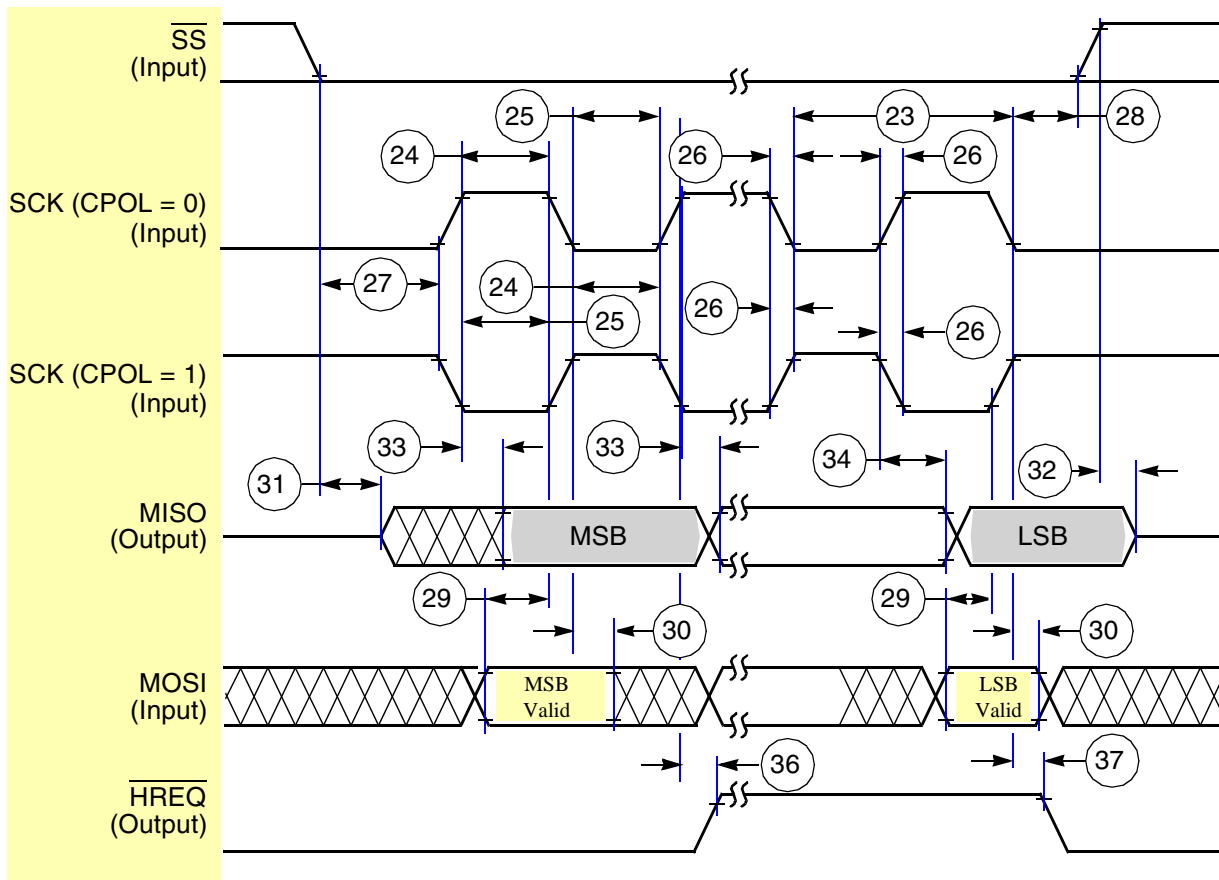 SS
(Input)
25
23
28
24
26
26
SCK (CPOL = 0)
(Input)
27
24
26
25
26
SCK (CPOL = 1)
(Input)
33
33
34
31
32
MISO
(Output)
MSB
LSB
29
29
30
30
MOSI
(Input)
MSB
Valid
LSB
Valid
36
37
HREQ
(Output)